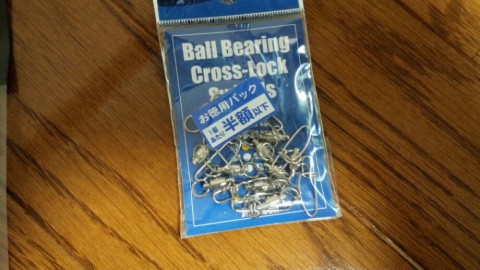 Ball Bearing
Cross-Lock
お徳用パック
1個
あたり
半額以下